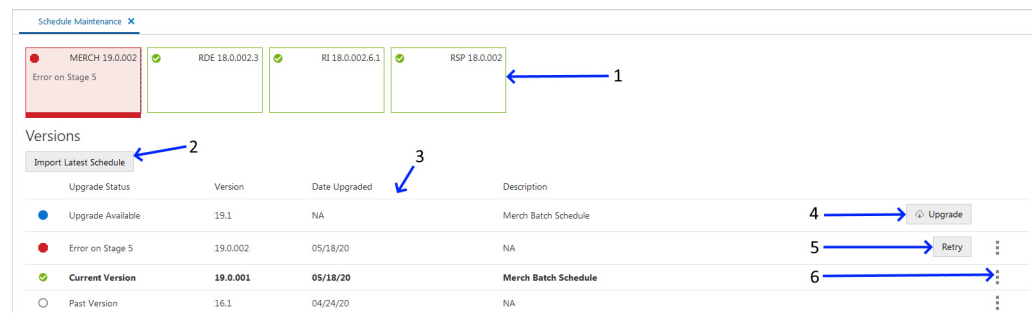 Schedule Maintenance ✕
MERCH 19.0.002
Error on Stage 5
RDE 18.0.002.3
RI 18.0.002.6.1
RSP 18.0.002
1
Versions
2
Import Latest Schedule
3
Upgrade Status Version Date Upgraded Description
Upgrade Available 19.1 NA Merch Batch Schedule 4 Upgrade
Error on Stage 5 19.0.002 05/18/20 NA 5 Retry
Current Version 19.0.001 05/18/20 Merch Batch Schedule 6
Past Version 16.1 04/24/20 NA